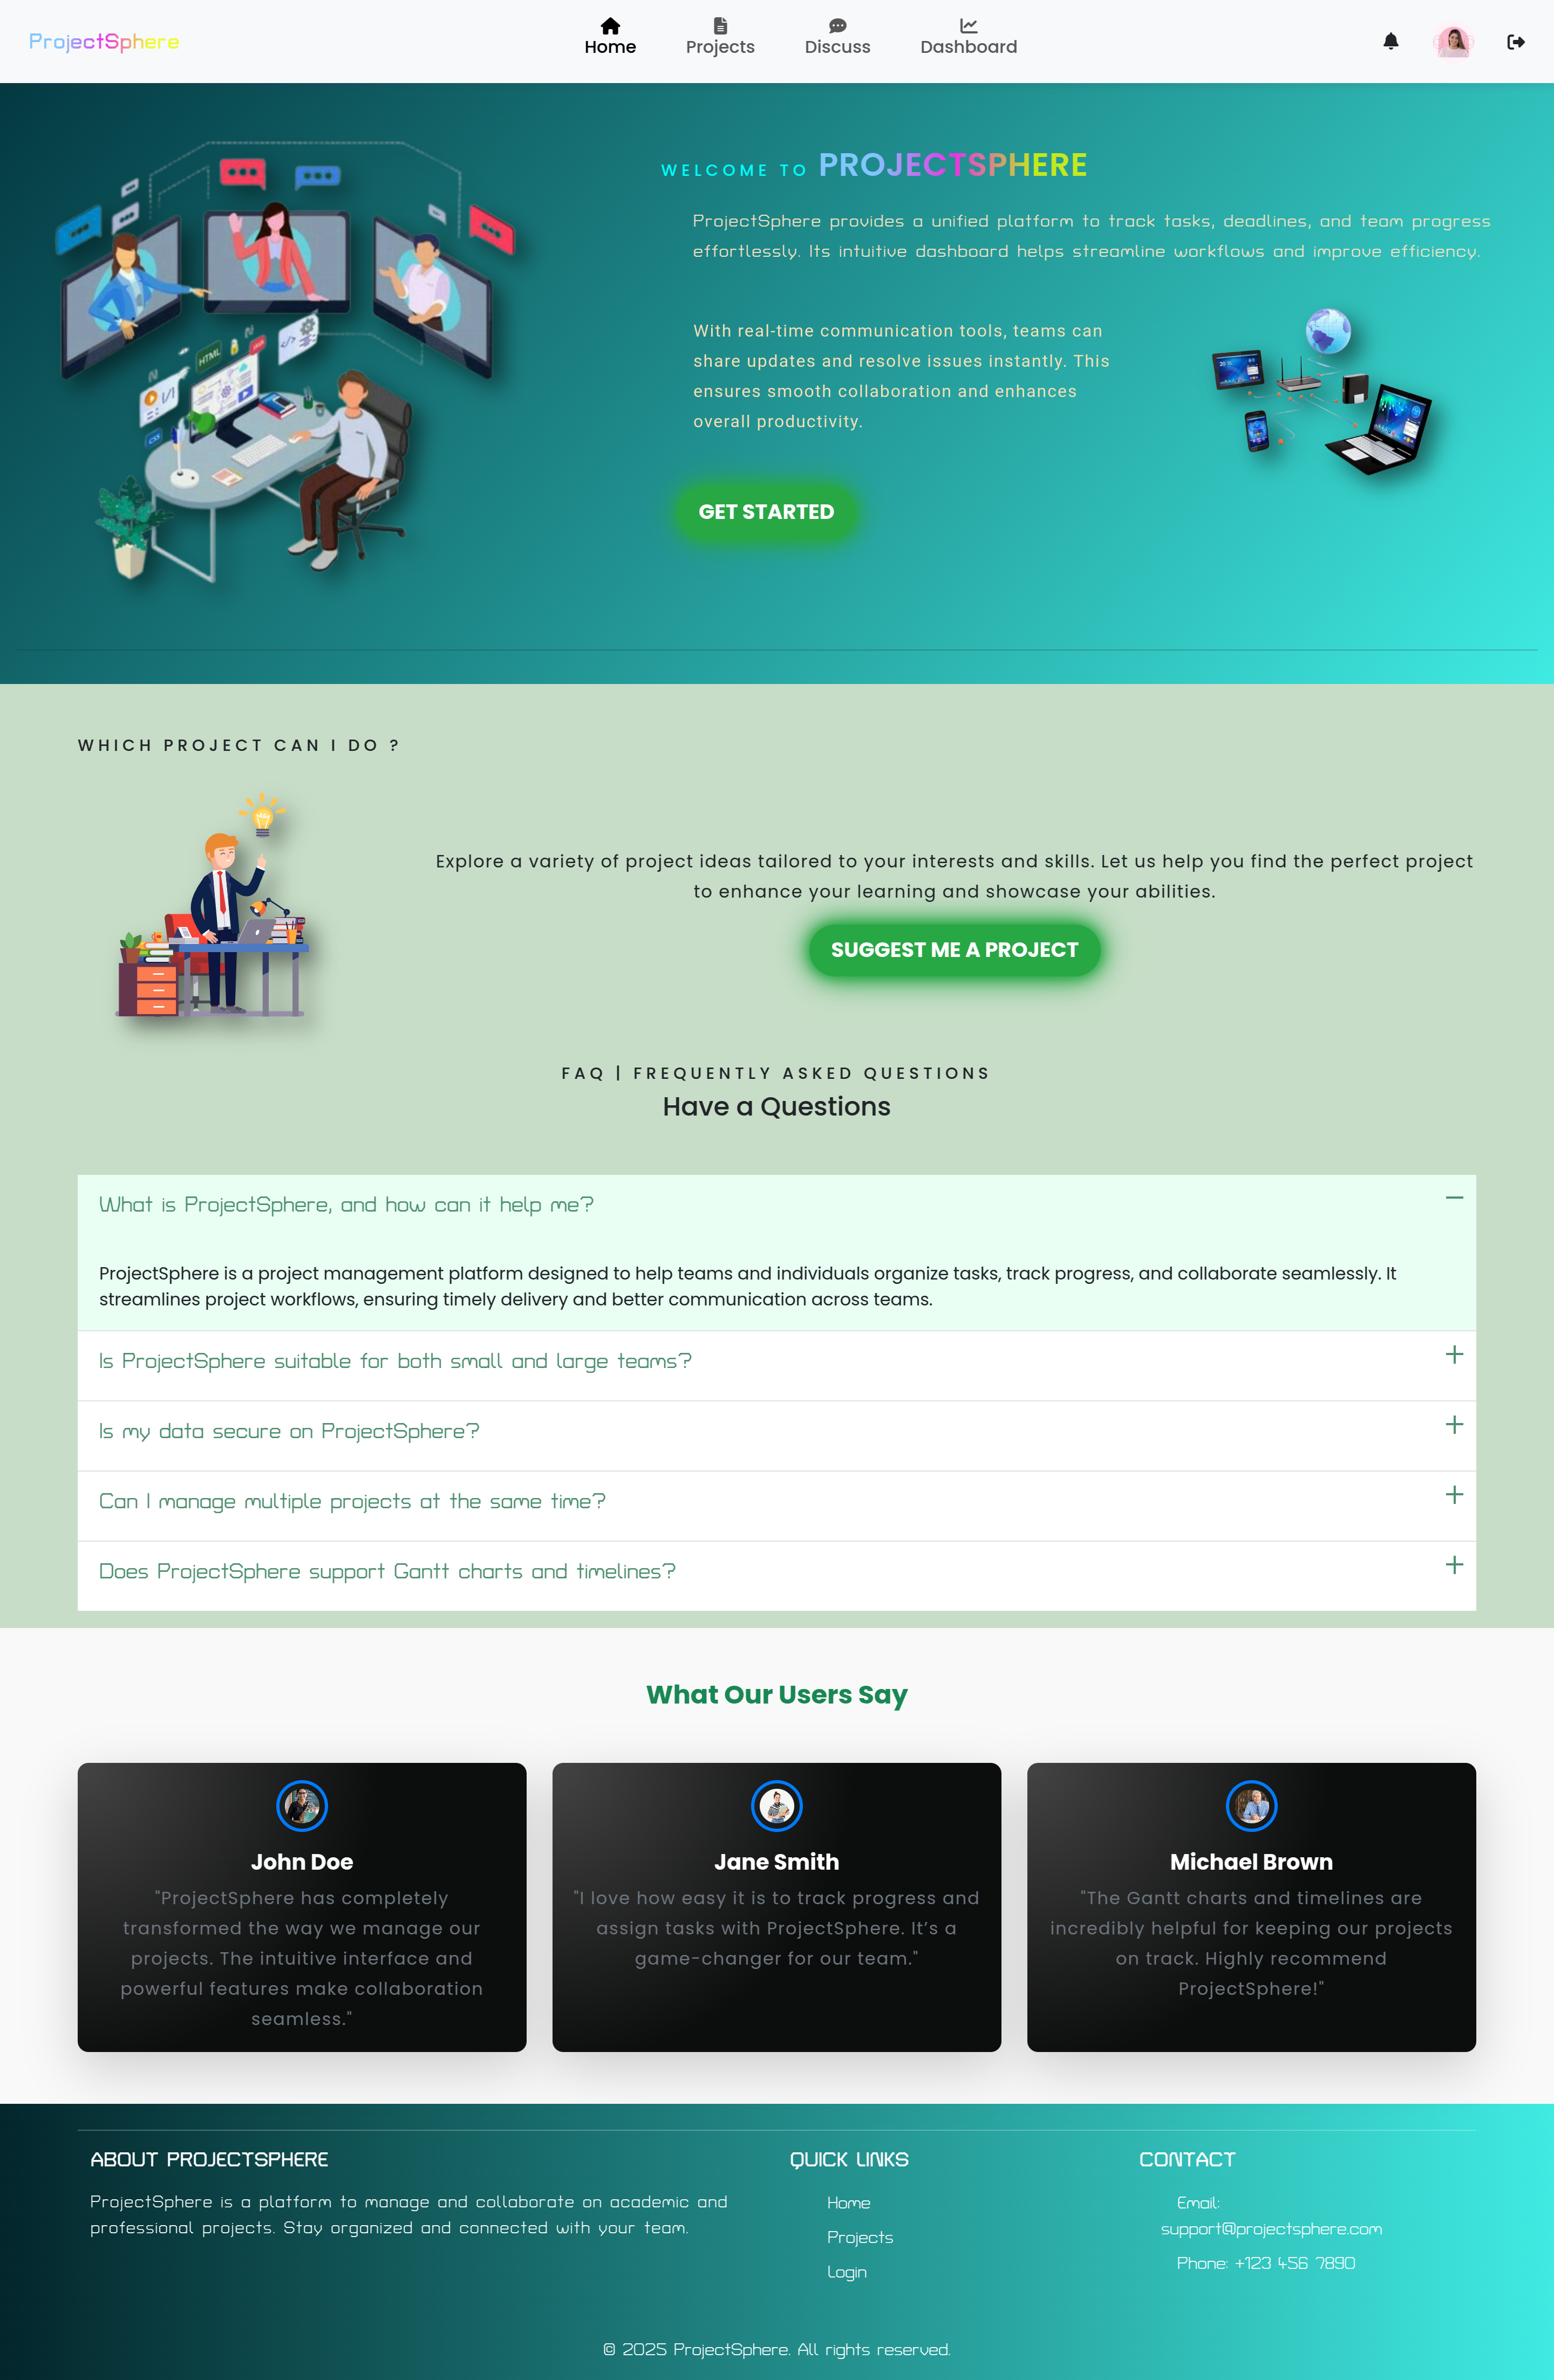 ProjectSphere
Home
Projects
Discuss
Dashboard
WELCOME TO PROJECTSPHERE
ProjectSphere provides a unified platform to track tasks, deadlines, and team progress
effortlessly. Its intuitive dashboard helps streamline workflows and improve efficiency.
HTML
CSS
With real-time communication tools, teams can
share updates and resolve issues instantly. This
ensures smooth collaboration and enhances
overall productivity.
GET STARTED
WHICH PROJECT CAN I DO ?
Explore a variety of project ideas tailored to your interests and skills. Let us help you find the perfect project
to enhance your learning and showcase your abilities.
SUGGEST ME A PROJECT
FAQ | FREQUENTLY ASKED QUESTIONS
Have a Questions
What is ProjectSphere, and how can it help me?
ProjectSphere is a project management platform designed to help teams and individuals organize tasks, track progress, and collaborate seamlessly. It
streamlines project workflows, ensuring timely delivery and better communication across teams.
Is ProjectSphere suitable for both small and large teams?
Is my data secure on ProjectSphere?
Can I manage multiple projects at the same time?
Does ProjectSphere support Gantt charts and timelines?
What Our Users Say
John Doe
"ProjectSphere has completely
transformed the way we manage our
projects. The intuitive interface and
powerful features make collaboration
seamless."
Jane Smith
"I love how easy it is to track progress and
assign tasks with ProjectSphere. It’s a
game-changer for our team."
Michael Brown
"The Gantt charts and timelines are
incredibly helpful for keeping our projects
on track. Highly recommend
ProjectSphere!"
ABOUT PROJECTSPHERE
ProjectSphere is a platform to manage and collaborate on academic and
professional projects. Stay organized and connected with your team.
QUICK LINKS
Home
Projects
Login
CONTACT
Email:
support@projectsphere.com
Phone: +123 456 7890
© 2025 ProjectSphere. All rights reserved.